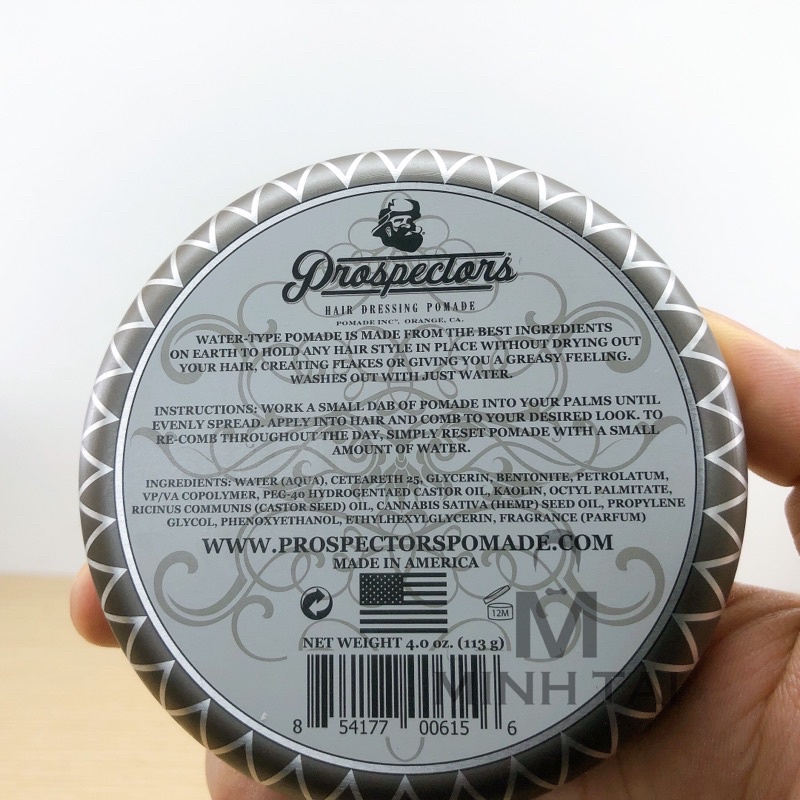 Prospectors
HAIR DRESSING POMADE
POMADE INC", ORANGE, CA.
WATER-TYPE POMADE IS MADE FROM THE BEST INGREDIENTS
ON EARTH TO HOLD ANY HAIR STYLE IN PLACE WITHOUT DRYING OUT
YOUR HAIR, CREATING FLAKES OR GIVING YOU A GREASY FEELING.
WASHES OUT WITH JUST WATER.
INSTRUCTIONS: WORK A SMALL DAB OF POMADE INTO YOUR PALMS UNTIL
EVENLY SPREAD. APPLY INTO HAIR AND COMB TO YOUR DESIRED LOOK. TO
RE-COMB THROUGHOUT THE DAY, SIMPLY RESET POMADE WITH A SMALL
AMOUNT OF WATER.
INGREDIENTS: WATER (AQUA), CETEARETH 25, GLYCERIN, BENTONITE, PETROLATUM,
VP/VA COPOLYMER, PEG-40 HYDROGENTAED CASTOR OIL, KAOLIN, OCTYL PALMITATE,
RICINUS COMMUNIS (CASTOR SEED) OIL, CANNABIS SATIVA (HEMP) SEED OIL, PROPYLENE
GLYCOL, PHENOXYETHANOL, ETHYLHEXYLGLYCERIN, FRAGRANCE (PARFUM)
WWW.PROSPECTORSPOMADE.COM
MADE IN AMERICA
12M
NET WEIGHT 4.0 oz. (113 g)
M
MINH TAI
8 54177 00615 6